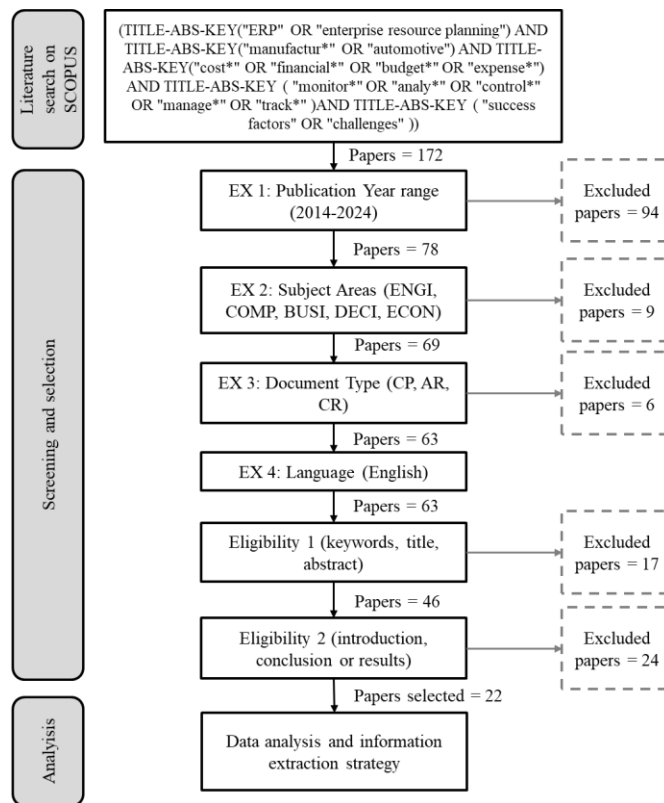 Literature
search on
SCOPUS
(TITLE-ABS-KEY("ERP" OR "enterprise resource planning") AND
TITLE-ABS-KEY("manufactur*" OR "automotive") AND TITLE-
ABS-KEY("cost*" OR "financial*" OR "budget*" OR "expense*")
AND TITLE-ABS-KEY ( "monitor*" OR "analy*" OR "control*"
OR "manage*" OR "track*" )AND TITLE-ABS-KEY ( "success
factors" OR "challenges" ))
Papers = 172
Screening and selection
EX 1: Publication Year range
(2014-2024)
Excluded
papers = 94
Papers = 78
EX 2: Subject Areas (ENGI,
COMP, BUSI, DECI, ECON)
Excluded
papers = 9
Papers = 69
EX 3: Document Type (CP, AR,
CR)
Excluded
papers = 6
Papers = 63
EX 4: Language (English)
Papers = 63
Eligibility 1 (keywords, title,
abstract)
Excluded
papers = 17
Papers = 46
Eligibility 2 (introduction,
conclusion or results)
Excluded
papers = 24
Papers selected = 22
Analyisis
Data analysis and information
extraction strategy